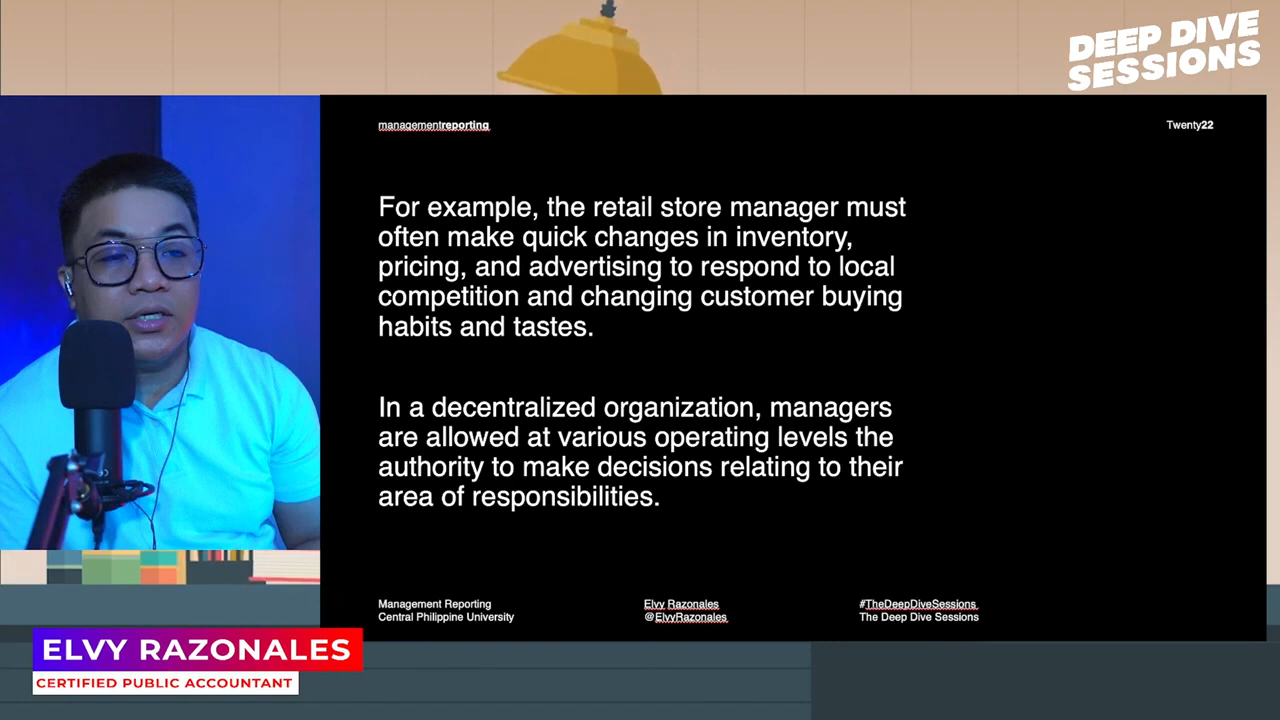 DEEP DIVE
SESSIONS
managementreporting
Twenty22
For example, the retail store manager must
often make quick changes in inventory,
pricing, and advertising to respond to local
competition and changing customer buying
habits and tastes.
In a decentralized organization, managers
are allowed at various operating levels the
authority to make decisions relating to their
area of responsibilities.
Management Reporting
Central Philippine University
Elvy Razonales
@ElvyRazonales
#TheDeepDiveSessions
The Deep Dive Sessions
ELVY RAZONALES
CERTIFIED PUBLIC ACCOUNTANT